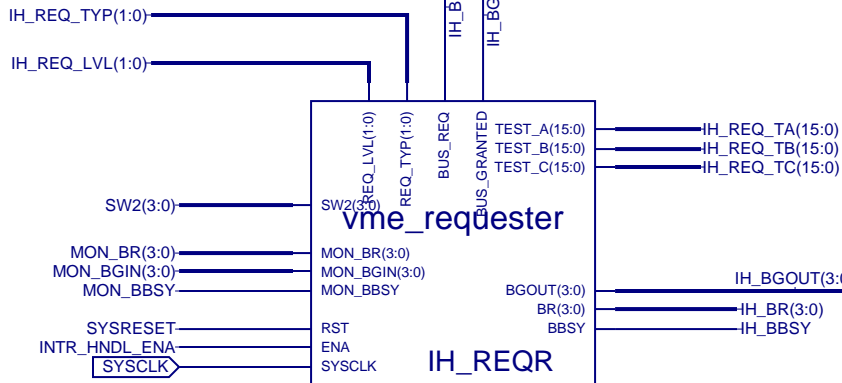 IH_REQ_TYP(1:0)
IH_REQ_LVL(1:0)
REQ_LVL(1:0)
REQ_TYP(1:0)
BUS_REQ
BUS_GRANTED
TEST_A(15:0)
IH_REQ_TA(15:0)
TEST_B(15:0)
IH_REQ_TB(15:0)
TEST_C(15:0)
IH_REQ_TC(15:0)
SW2(3:0)
SW2(3:0)
vme_requester
MON_BR(3:0)
MON_BR(3:0)
MON_BGIN(3:0)
MON_BGIN(3:0)
MON_BBSY
MON_BBSY
BGOUT(3:0)
IH_BGOUT(3:0
BR(3:0)
IH_BR(3:0)
BBSY
IH_BBSY
SYSRESET
RST
INTR_HNDL_ENA
ENA
SYSCLK
SYSCLK
IH_REQR